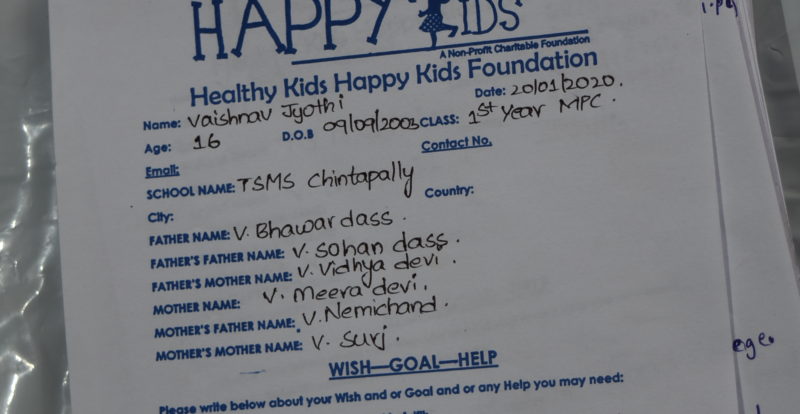 HAPPY KIDS
A Non-Profit Charitable Foundation
Healthy Kids Happy Kids Foundation
Name: Vaishnav Jyothi Date: 20/01/2020.
Age: 16 D.O.B 09/09/2003 CLASS: 1st Year MPC.
Email: Contact No.
SCHOOL NAME: TSMS Chintapally Country:
City:
FATHER NAME: V. Bhawar dass.
FATHER'S FATHER NAME: V. Sohan dass.
FATHER'S MOTHER NAME: V. Vidhya devi.
MOTHER NAME: V. Meera devi.
MOTHER'S FATHER NAME: V. Nemichand.
MOTHER'S MOTHER NAME: V. Surj.
WISH—GOAL—HELP
Please write below about your Wish and or Goal and or any Help you may need:
ege.